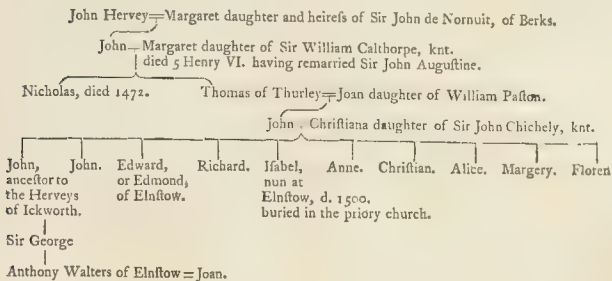 John Hervey=Margaret daughter and heireſs of Sir John de Nornuit, of Berks.
John = Margaret daughter of Sir William Calthorpe, knt.
died 5 Henry VI. having remarried Sir John Auguſtine.
Nicholas, died 1472. Thomas of Thurley=Joan daughter of William Paſton.
John . Chriſtiana daughter of Sir John Chichely, knt.
John, John. Edward, Richard. Iſabel, Anne. Chriſtian. Alice. Margery. Floren
anceſtor to or Edmond, nun at
the Herveys of Elnſtow. Elnſtow, d. 1500.
of Ickworth. buried in the priory church.
Sir George
Anthony Walters of Elnſtow=Joan.